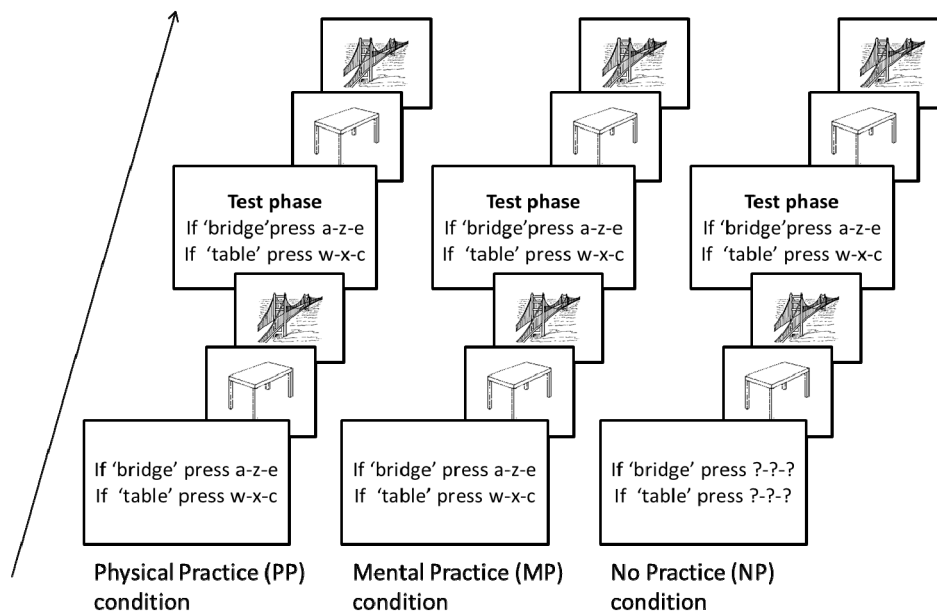 Test phase
If 'bridge'press a-z-e
If 'table' press w-x-c
Test phase
If 'bridge'press a-z-e
If 'table' press w-x-c
Test phase
If 'bridge'press a-z-e
If 'table' press w-x-c
If 'bridge' press a-z-e
If 'table' press w-x-c
If 'bridge' press a-z-e
If 'table' press w-x-c
If 'bridge' press ?-?-?
If 'table' press ?-?-?
Physical Practice (PP)
condition
Mental Practice (MP)
condition
No Practice (NP)
condition